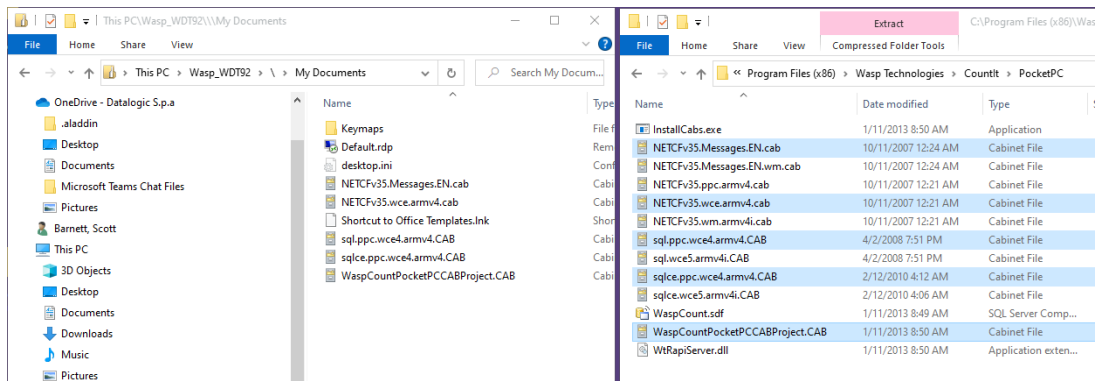 This PC\Wasp_WDT92\\\My Documents
File Home Share View
This PC > Wasp_WDT92 > \ > My Documents
Search My Docum...
OneDrive - Datalogic S.p.a
.aladdin
Desktop
Documents
Microsoft Teams Chat Files
Pictures
Barnett, Scott
This PC
3D Objects
Desktop
Documents
Downloads
Music
Pictures
Name Type
Keymaps File f
Default.rdp Rem
desktop.ini Conf
NETCFv35.Messages.EN.cab Cabi
NETCFv35.wce.armv4.cab Cabi
Shortcut to Office Templates.lnk Shor
sql.ppc.wce4.armv4.CAB Cabi
sqlce.ppc.wce4.armv4.CAB Cabi
WaspCountPocketPCCABProject.CAB Cabi
Extract C:\Program Files (x86)\Was
File Home Share View Compressed Folder Tools
« Program Files (x86) > Wasp Technologies > CountIt > PocketPC
Name Date modified Type
InstallCabs.exe 1/11/2013 8:50 AM Application
NETCFv35.Messages.EN.cab 10/11/2007 12:24 AM Cabinet File
NETCFv35.Messages.EN.wm.cab 10/11/2007 12:24 AM Cabinet File
NETCFv35.ppc.armv4.cab 10/11/2007 12:21 AM Cabinet File
NETCFv35.wce.armv4.cab 10/11/2007 12:21 AM Cabinet File
NETCFv35.wm.armv4i.cab 10/11/2007 12:21 AM Cabinet File
sql.ppc.wce4.armv4.CAB 4/2/2008 7:51 PM Cabinet File
sql.wce5.armv4i.CAB 4/2/2008 7:51 PM Cabinet File
sqlce.ppc.wce4.armv4.CAB 2/12/2010 4:12 AM Cabinet File
sqlce.wce5.armv4i.CAB 2/12/2010 4:06 AM Cabinet File
WaspCount.sdf 1/11/2013 8:49 AM SQL Server Comp...
WaspCountPocketPCCABProject.CAB 1/11/2013 8:50 AM Cabinet File
WtRapiServer.dll 1/11/2013 8:50 AM Application exten...